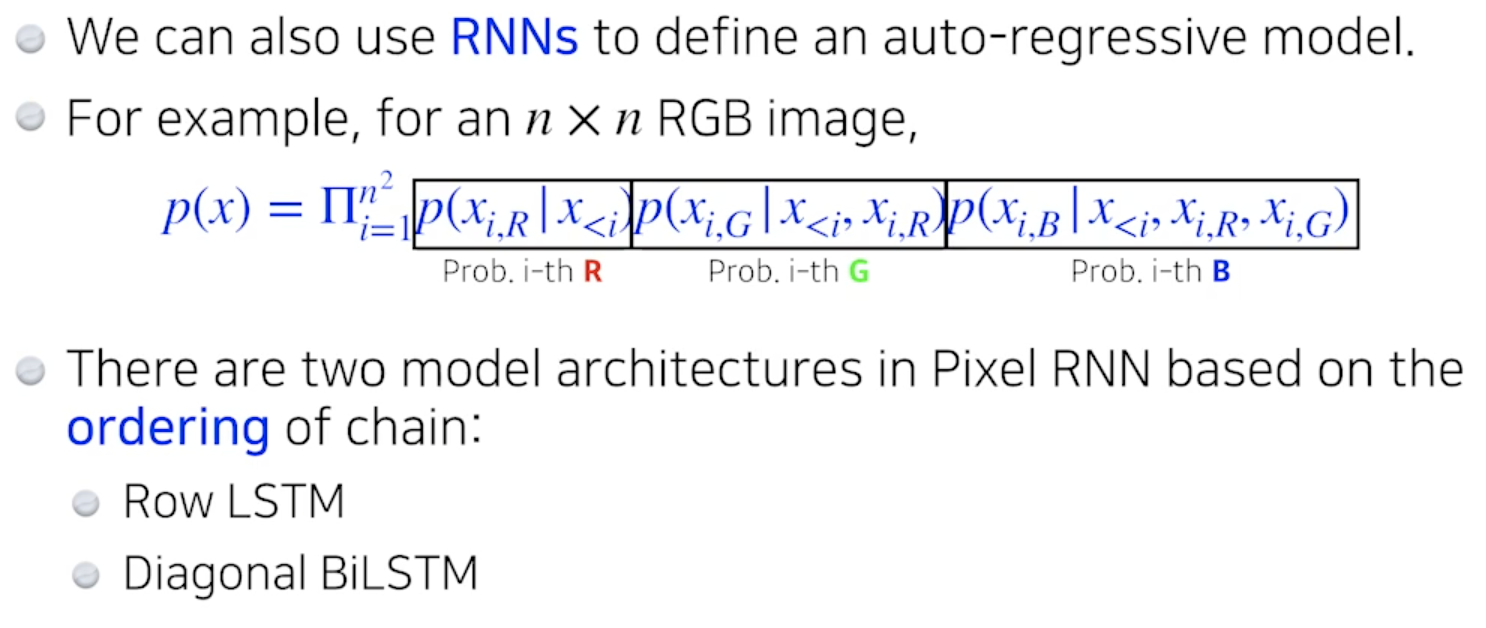 We can also use RNNs to define an auto-regressive model.
For example, for an n × n RGB image,
p(x) = Π_{i=1}^{n^2} p(x_{i,R} | x_{<i}) p(x_{i,G} | x_{<i}, x_{i,R}) p(x_{i,B} | x_{<i}, x_{i,R}, x_{i,G})
Prob. i-th R Prob. i-th G Prob. i-th B
There are two model architectures in Pixel RNN based on the
ordering of chain:
Row LSTM
Diagonal BiLSTM